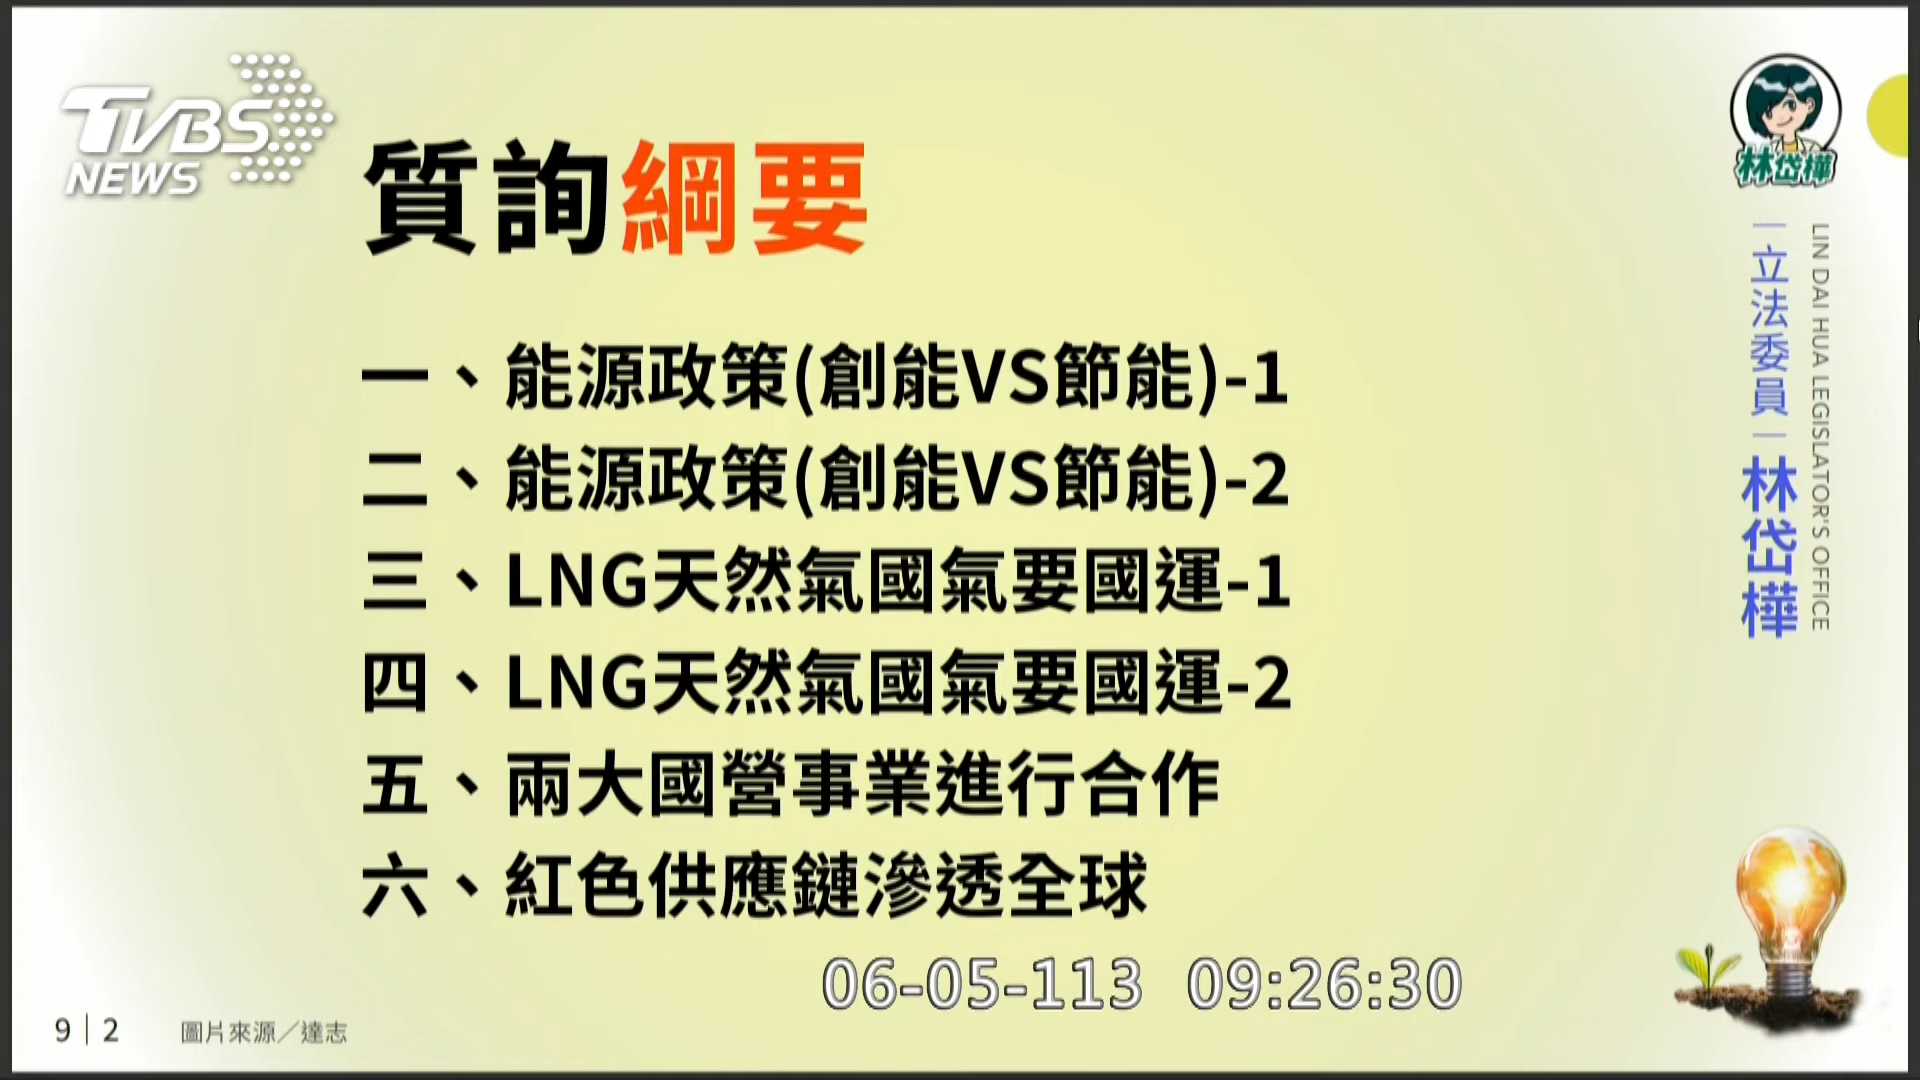 TVBS
NEWS
質詢綱要
一、能源政策(創能VS節能)-1
二、能源政策(創能VS節能)-2
三、LNG天然氣國氣要國運-1
四、LNG天然氣國氣要國運-2
五、兩大國營事業進行合作
六、紅色供應鏈滲透全球
06-05-113 09:26:30
9|2 圖片來源／達志
林岱樺
|立法委員|林岱樺
LIN DAI HUA LEGISLATOR'S OFFICE